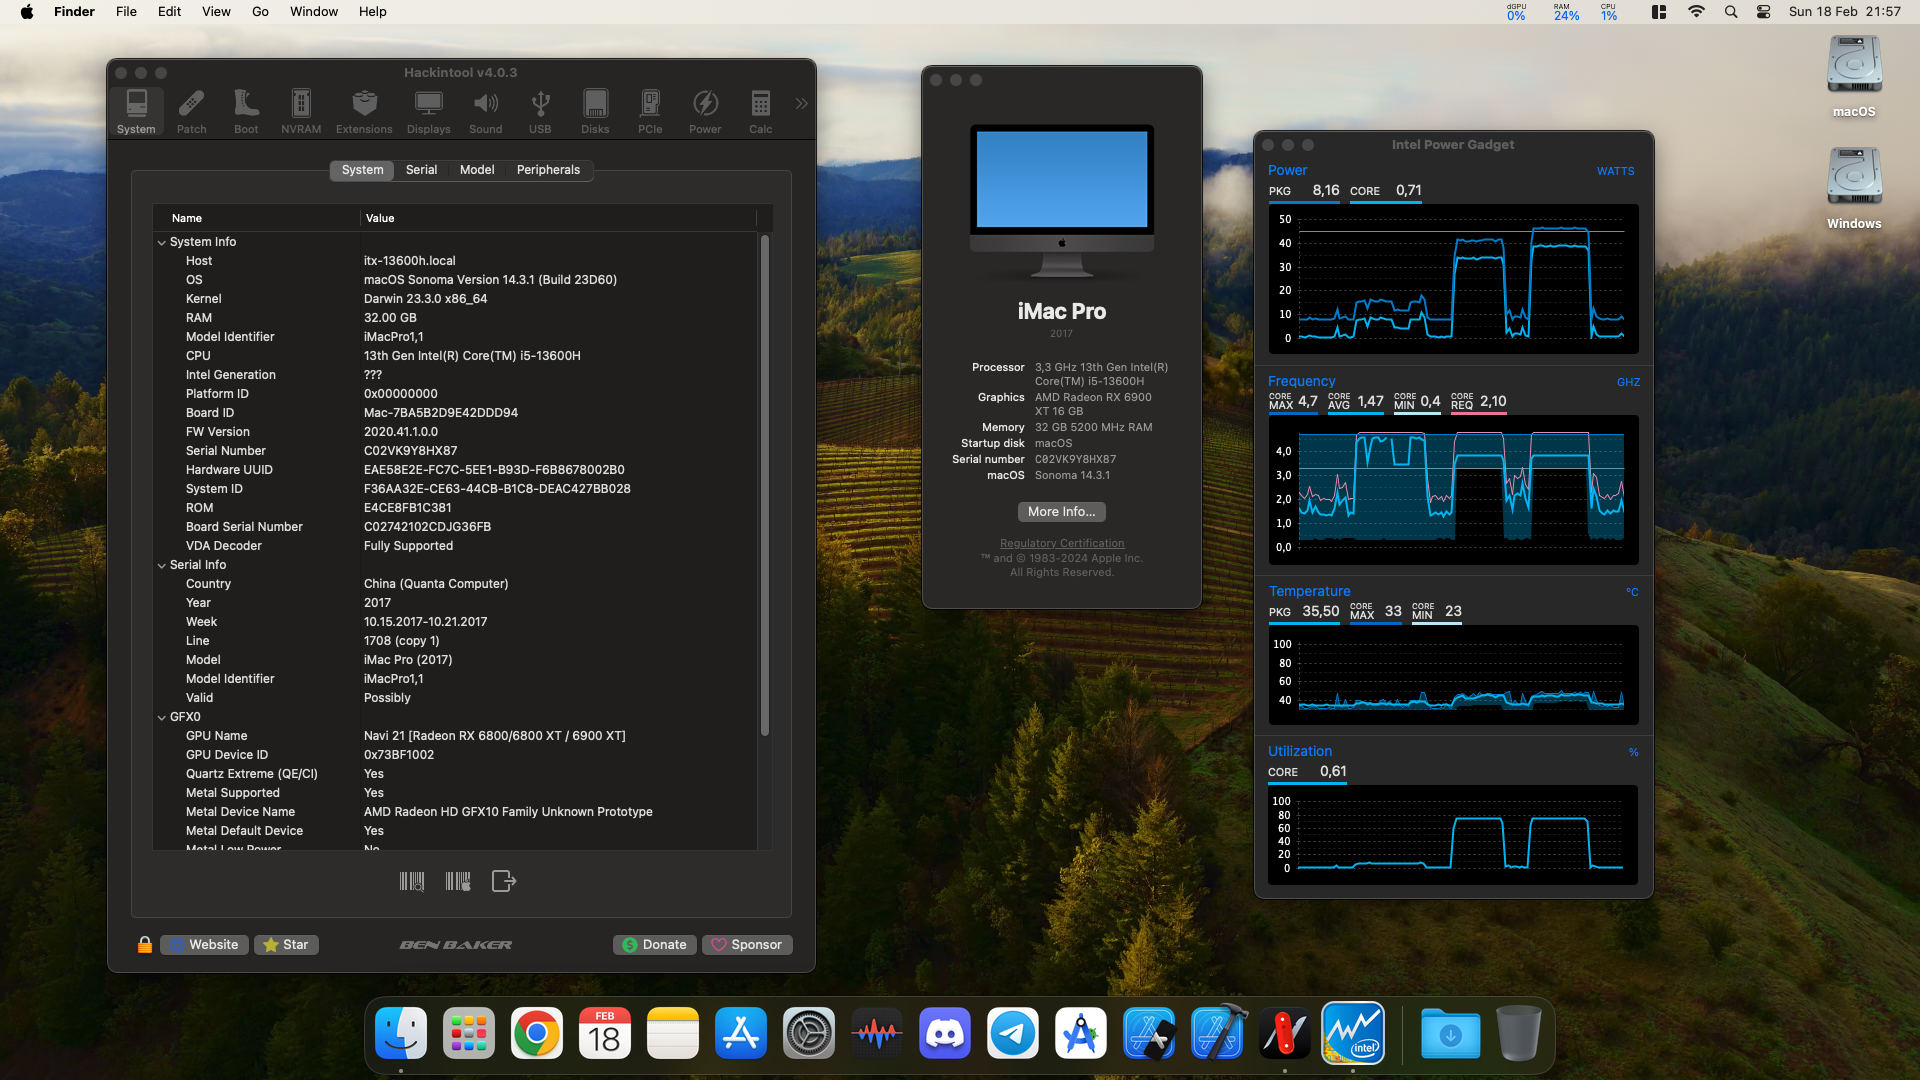 Finder File Edit View Go Window Help
dGPU 0% RAM 24% CPU 1% Sun 18 Feb 21:57
macOS
Windows
Hackintool v4.0.3
System Patch Boot NVRAM Extensions Displays Sound USB Disks PCIe Power Calc
System Serial Model Peripherals
Name Value
System Info
Host itx-13600h.local
OS macOS Sonoma Version 14.3.1 (Build 23D60)
Kernel Darwin 23.3.0 x86_64
RAM 32.00 GB
Model Identifier iMacPro1,1
CPU 13th Gen Intel(R) Core(TM) i5-13600H
Intel Generation ???
Platform ID 0x00000000
Board ID Mac-7BA5B2D9E42DDD94
FW Version 2020.41.1.0.0
Serial Number C02VK9Y8HX87
Hardware UUID EAE58E2E-FC7C-5EE1-B93D-F6B8678002B0
System ID F36AA32E-CE63-44CB-B1C8-DEAC427BB028
ROM E4CE8FB1C381
Board Serial Number C02742102CDJG36FB
VDA Decoder Fully Supported
Serial Info
Country China (Quanta Computer)
Year 2017
Week 10.15.2017-10.21.2017
Line 1708 (copy 1)
Model iMac Pro (2017)
Model Identifier iMacPro1,1
Valid Possibly
GFX0
GPU Name Navi 21 [Radeon RX 6800/6800 XT / 6900 XT]
GPU Device ID 0x73BF1002
Quartz Extreme (QE/CI) Yes
Metal Supported Yes
Metal Device Name AMD Radeon HD GFX10 Family Unknown Prototype
Metal Default Device Yes
Metal Low Power No
Website Star BEN BAKER Donate Sponsor
iMac Pro
2017
Processor 3,3 GHz 13th Gen Intel(R)
Core(TM) i5-13600H
Graphics AMD Radeon RX 6900
XT 16 GB
Memory 32 GB 5200 MHz RAM
Startup disk macOS
Serial number C02VK9Y8HX87
macOS Sonoma 14.3.1
More Info...
Regulatory Certification
™ and © 1983-2024 Apple Inc.
All Rights Reserved.
Intel Power Gadget
Power WATTS
PKG 8,16 CORE 0,71
50
40
30
20
10
0
Frequency GHZ
CORE MAX 4,7 CORE AVG 1,47 CORE MIN 0,4 CORE REQ 2,10
4,0
3,0
2,0
1,0
0,0
Temperature °C
PKG 35,50 CORE MAX 33 CORE MIN 23
100
80
60
40
Utilization %
CORE 0,61
100
80
60
40
20
0
FEB
18
intel